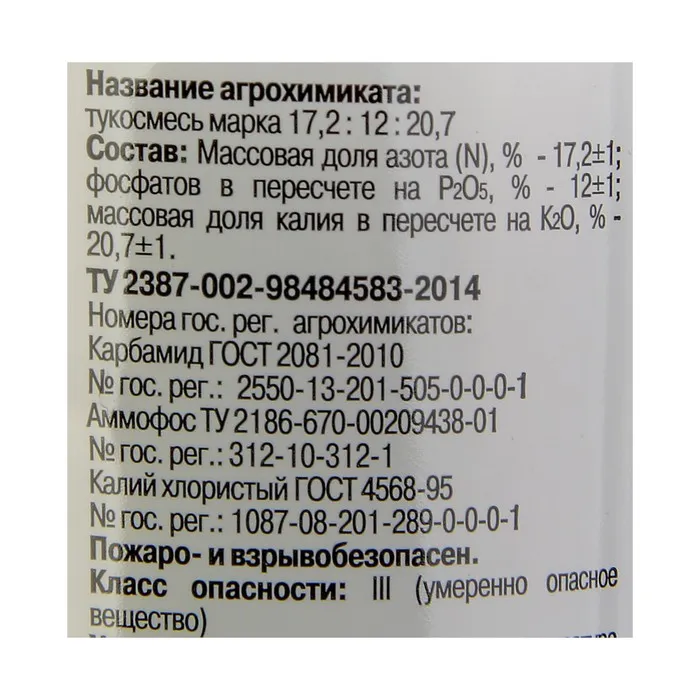 Название агрохимиката:
тукосмесь марка 17,2 : 12 : 20,7
Состав: Массовая доля азота (N), % - 17,2±1;
фосфатов в пересчете на P2O5, % - 12±1;
массовая доля калия в пересчете на K2O, % -
20,7±1.
ТУ 2387-002-98484583-2014
Номера гос. рег. агрохимикатов:
Карбамид ГОСТ 2081-2010
№ гос. рег.: 2550-13-201-505-0-0-0-1
Аммофос ТУ 2186-670-00209438-01
№ гос. рег.: 312-10-312-1
Калий хлористый ГОСТ 4568-95
№ гос. рег.: 1087-08-201-289-0-0-0-1
Пожаро- и взрывобезопасен.
Класс опасности: III (умеренно опасное
вещество)